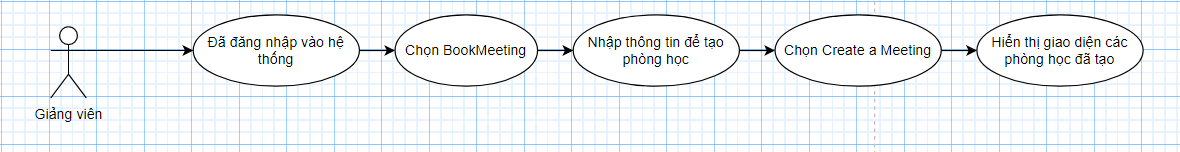 Đã đăng nhập vào hệ
thống
Chọn BookMeeting
Nhập thông tin để tạo
phòng học
Chọn Create a Meeting
Hiển thị giao diện các
phòng học đã tạo
Giảng viên